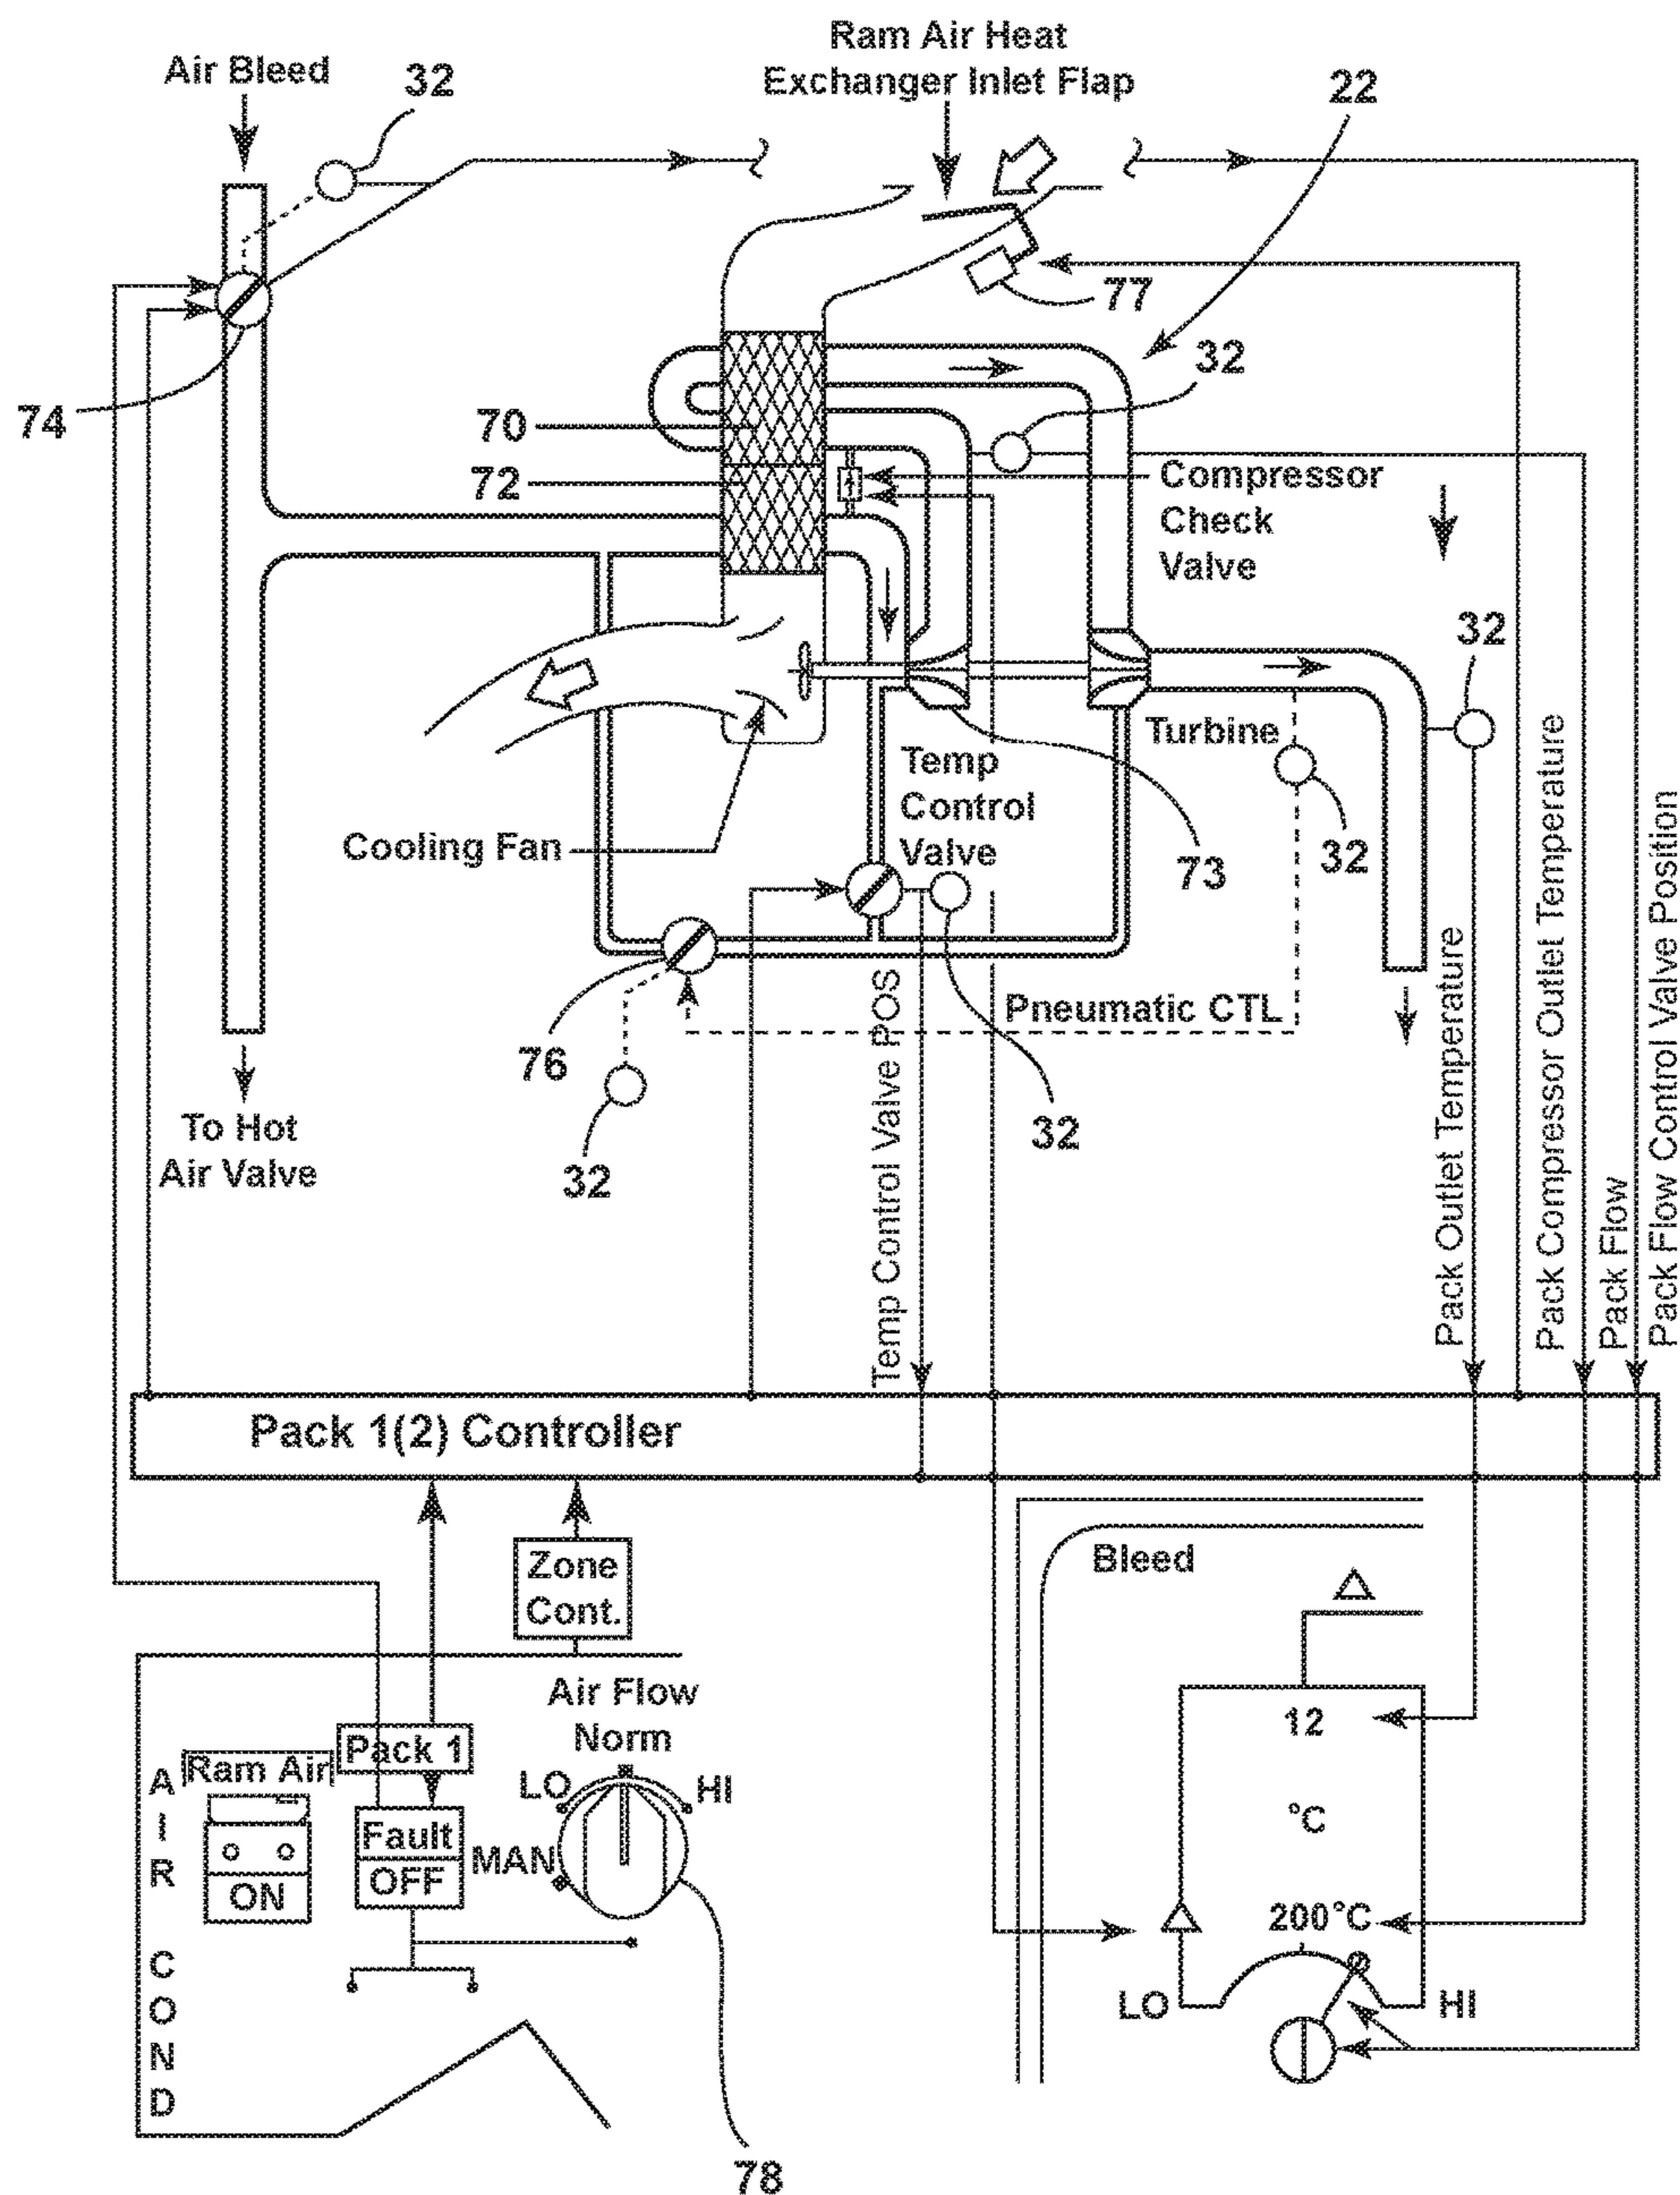 Ram Air Heat
Exchanger Inlet Flap
Air Bleed
32
22
77
32
74
70
72
Compressor
Check
Valve
32
Turbine
Temp
Control
Valve
Cooling Fan
73
32
Pneumatic CTL
76
32
32
To Hot
Air Valve
Temp Control Valve POS
Pack Outlet Temperature
Pack Compressor Outlet Temperature
Pack Flow
Pack Flow Control Valve Position
Pack 1(2) Controller
Zone
Cont.
Bleed
Air Flow
Norm
LO
HI
MAN
Pack 1
Ram Air
Fault
OFF
ON
AIR COND
78
12
°C
200°C
LO
HI